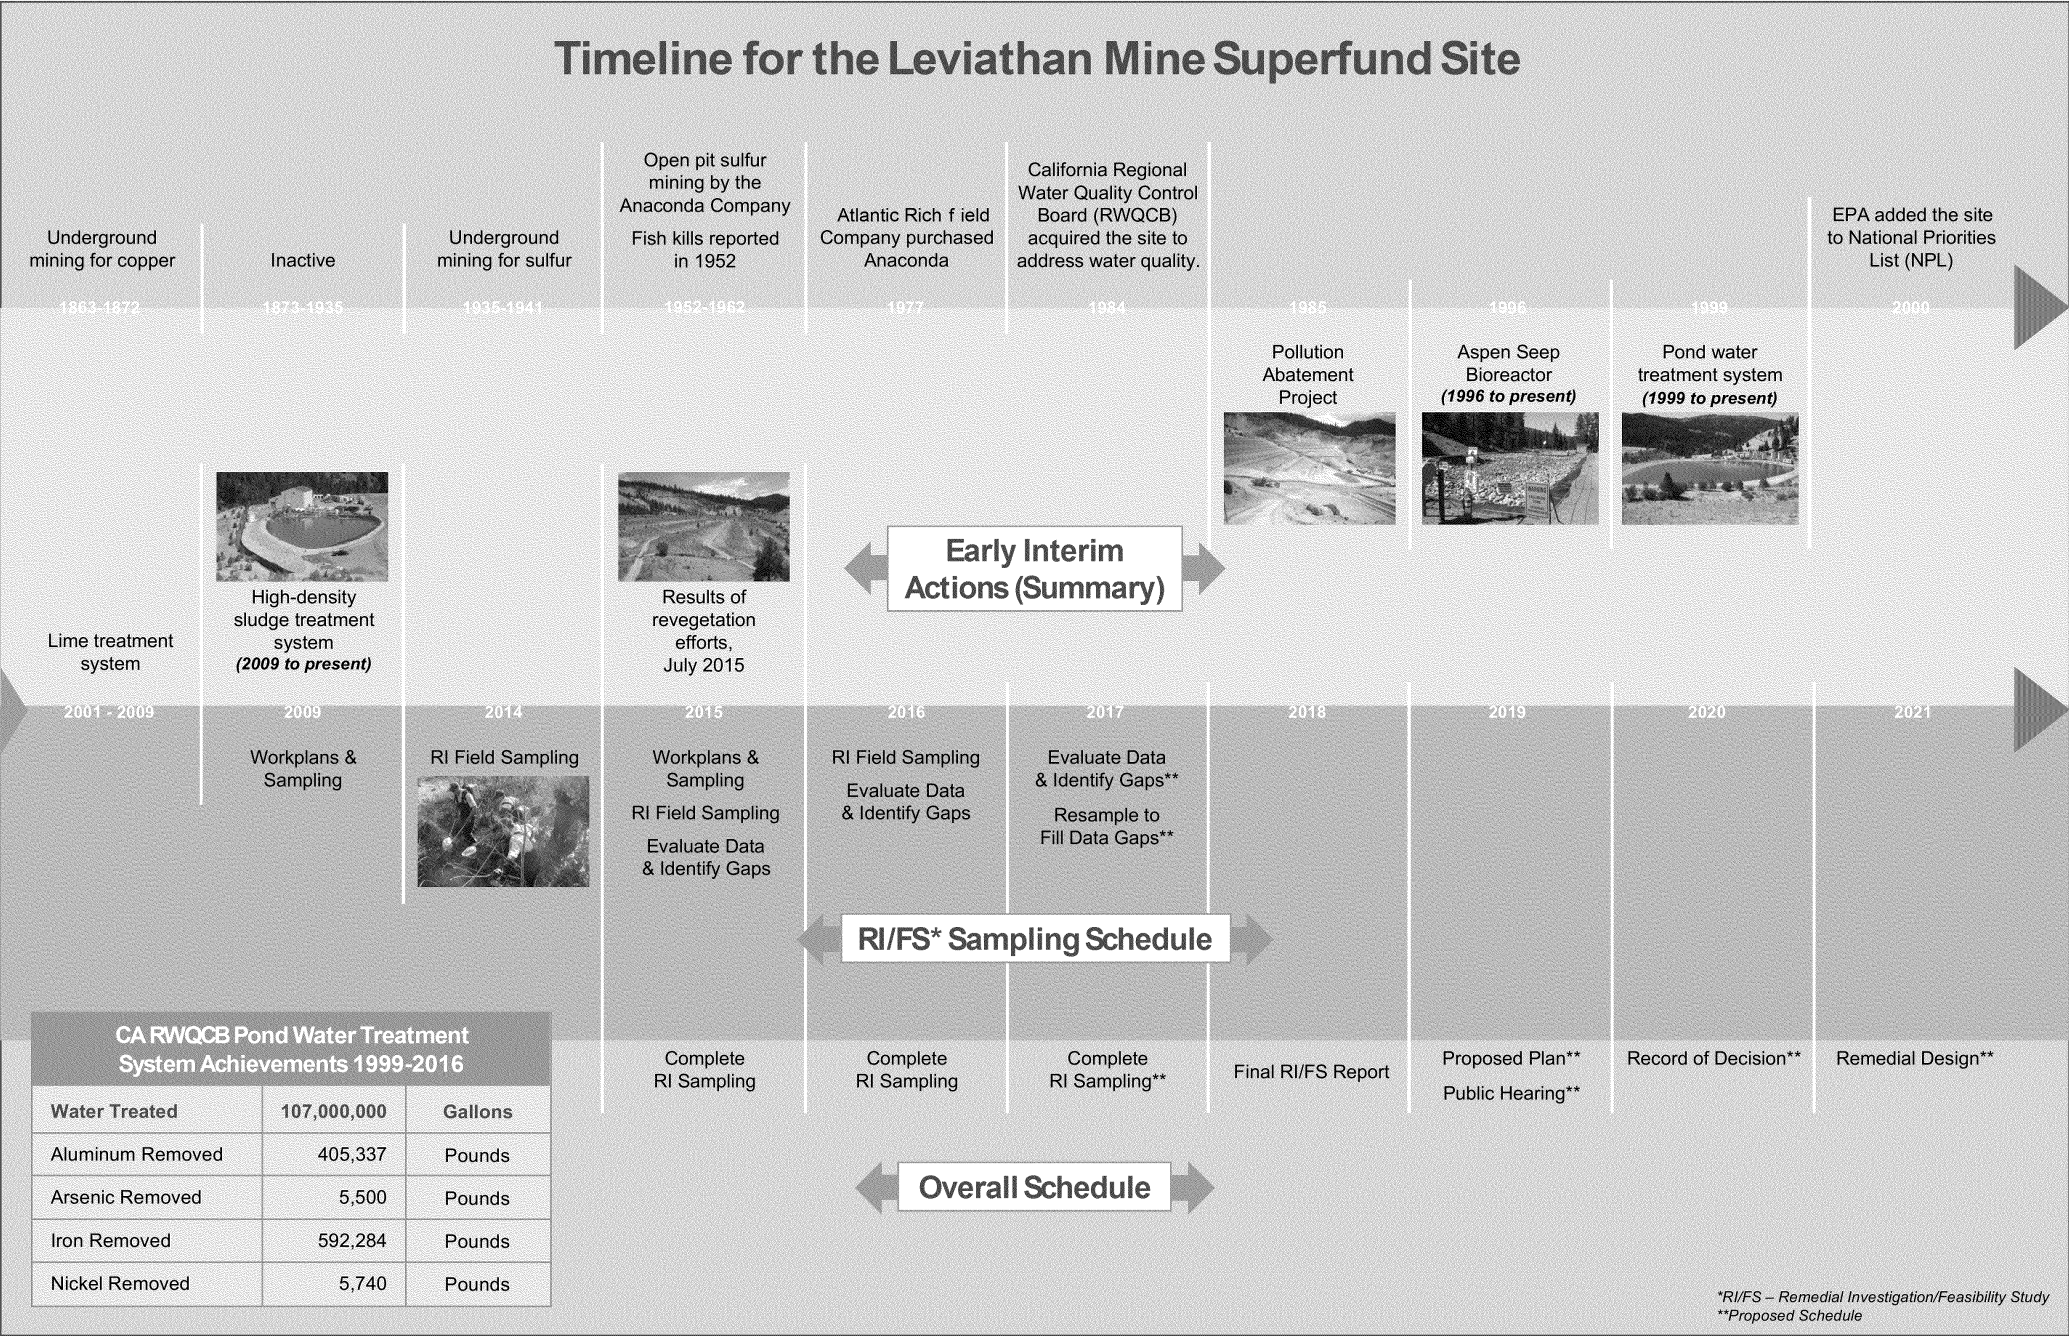 Timeline for the Leviathan Mine Superfund Site
Underground
mining for copper
1863-1872
Inactive
1873-1935
Underground
mining for sulfur
1935-1941
Open pit sulfur
mining by the
Anaconda Company
Fish kills reported
in 1952
1952-1962
Atlantic Rich f ield
Company purchased
Anaconda
1977
California Regional
Water Quality Control
Board (RWQCB)
acquired the site to
address water quality.
1984
1985
Pollution
Abatement
Project
1996
Aspen Seep
Bioreactor
(1996 to present)
1999
Pond water
treatment system
(1999 to present)
EPA added the site
to National Priorities
List (NPL)
2000
Early Interim
Actions (Summary)
Lime treatment
system
2001 - 2009
High-density
sludge treatment
system
(2009 to present)
2009
Workplans &
Sampling
2014
RI Field Sampling
Results of
revegetation
efforts,
July 2015
2015
Workplans &
Sampling
RI Field Sampling
Evaluate Data
& Identify Gaps
2016
RI Field Sampling
Evaluate Data
& Identify Gaps
2017
Evaluate Data
& Identify Gaps**
Resample to
Fill Data Gaps**
2018
2019
2020
2021
RI/FS* Sampling Schedule
Complete
RI Sampling
Complete
RI Sampling
Complete
RI Sampling**
Final RI/FS Report
Proposed Plan**
Public Hearing**
Record of Decision**
Remedial Design**
Overall Schedule
CA RWQCB Pond Water Treatment
System Achievements 1999-2016
Water Treated 107,000,000 Gallons
Aluminum Removed 405,337 Pounds
Arsenic Removed 5,500 Pounds
Iron Removed 592,284 Pounds
Nickel Removed 5,740 Pounds
*RI/FS – Remedial Investigation/Feasibility Study
**Proposed Schedule